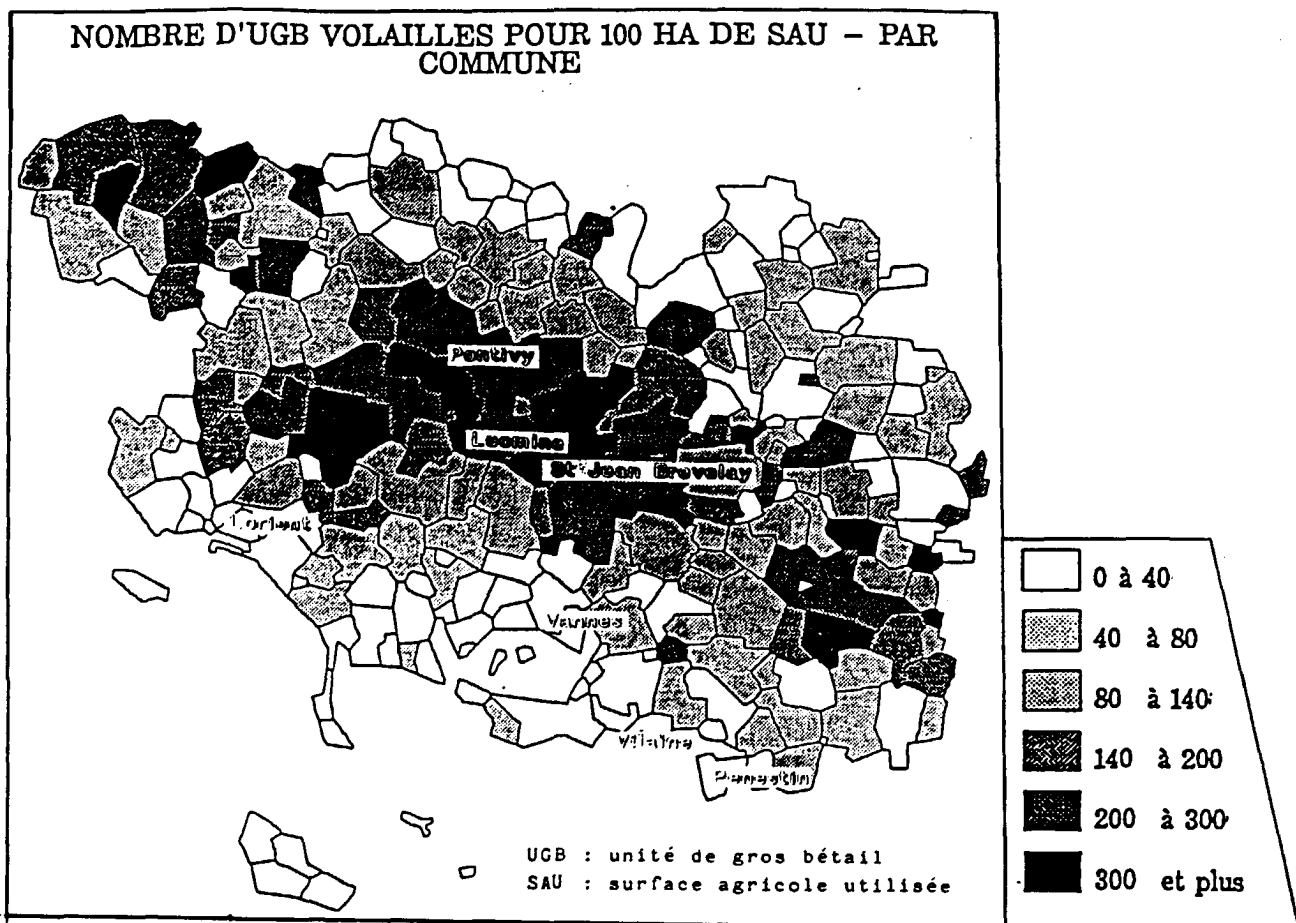 NOMBRE D'UGB VOLAILLES POUR 100 HA DE SAU – PAR
COMMUNE
Pontivy
Locmine
St Jean Brevelay
Lorient
Vannes
0 à 40
40 à 80
80 à 140
140 à 200
200 à 300
300 et plus
UGB : unité de gros bétail
SAU : surface agricole utilisée